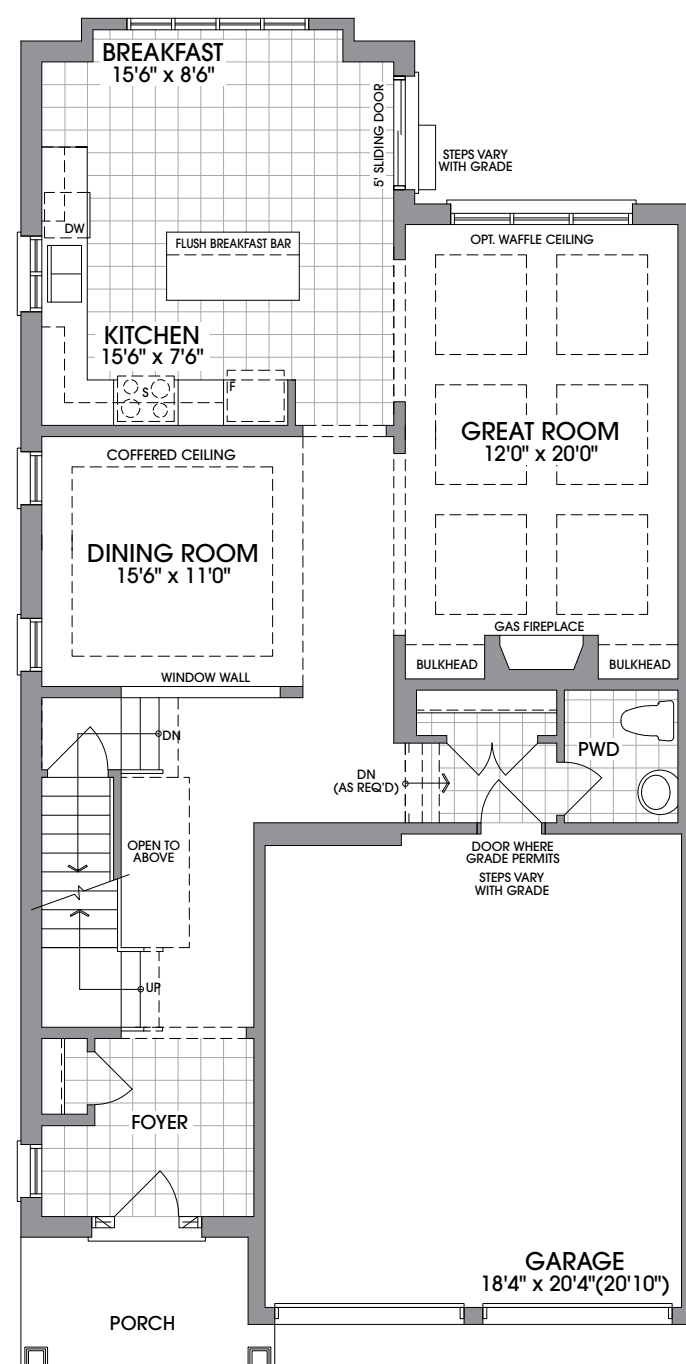 BREAKFAST
15'6" x 8'6"
5' SLIDING DOOR
STEPS VARY
WITH GRADE
DW
FLUSH BREAKFAST BAR
OPT. WAFFLE CEILING
KITCHEN
15'6" x 7'6"
S
F
GREAT ROOM
12'0" x 20'0"
COFFERED CEILING
DINING ROOM
15'6" x 11'0"
GAS FIREPLACE
BULKHEAD
BULKHEAD
WINDOW WALL
DN
PWD
DN
(AS REQ'D)
OPEN TO
ABOVE
DOOR WHERE
GRADE PERMITS
STEPS VARY
WITH GRADE
UP
FOYER
GARAGE
18'4" x 20'4"(20'10")
PORCH